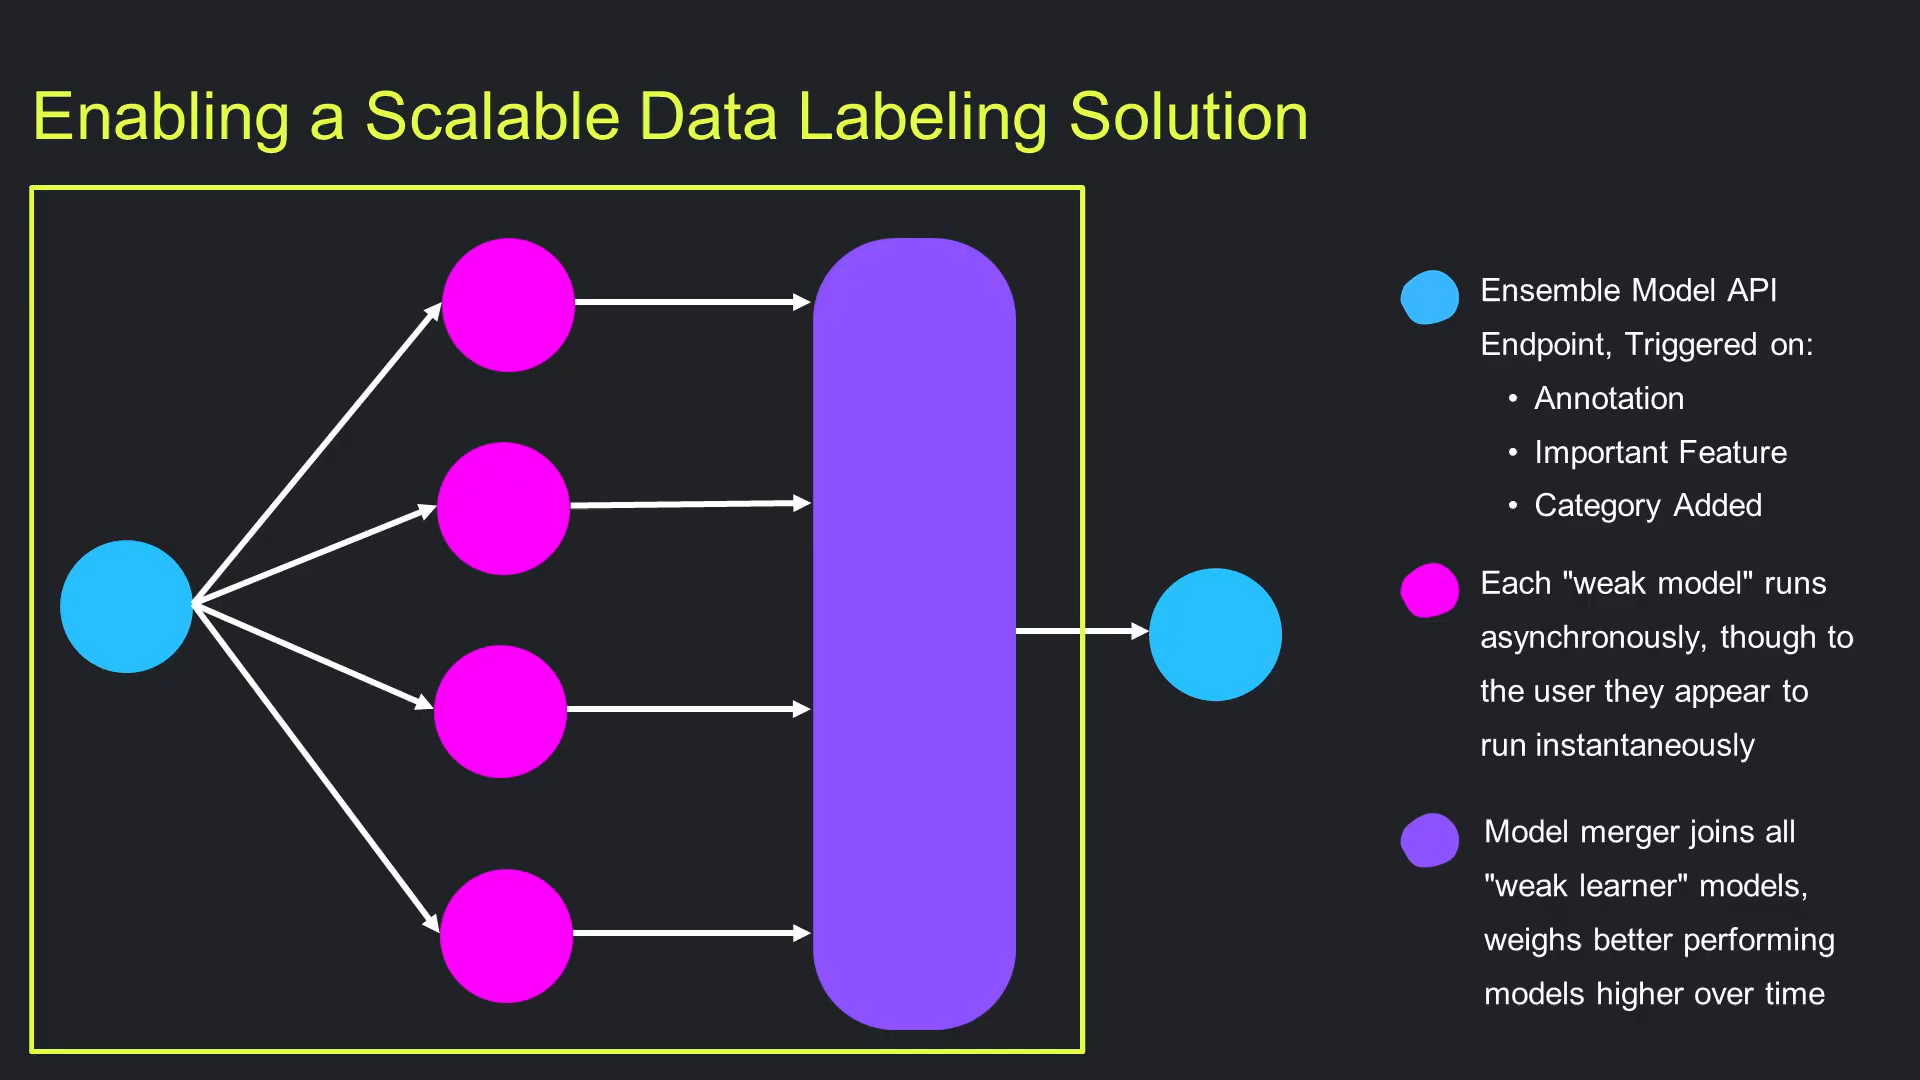 Enabling a Scalable Data Labeling Solution
Ensemble Model API
Endpoint, Triggered on:
• Annotation
• Important Feature
• Category Added
Each "weak model" runs
asynchronously, though to
the user they appear to
run instantaneously
Model merger joins all
"weak learner" models,
weighs better performing
models higher over time